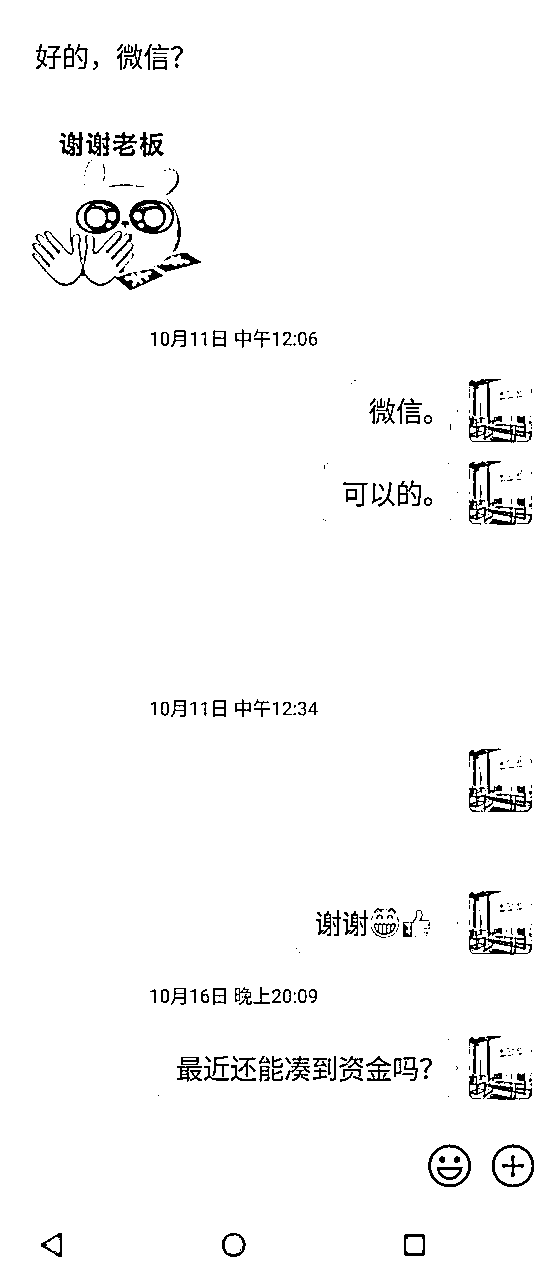 好的，微信？
谢谢老板
10月11日 中午12:06
微信。
可以的。
10月11日 中午12:34
谢谢😁👍
10月16日 晚上20:09
最近还能凑到资金吗？